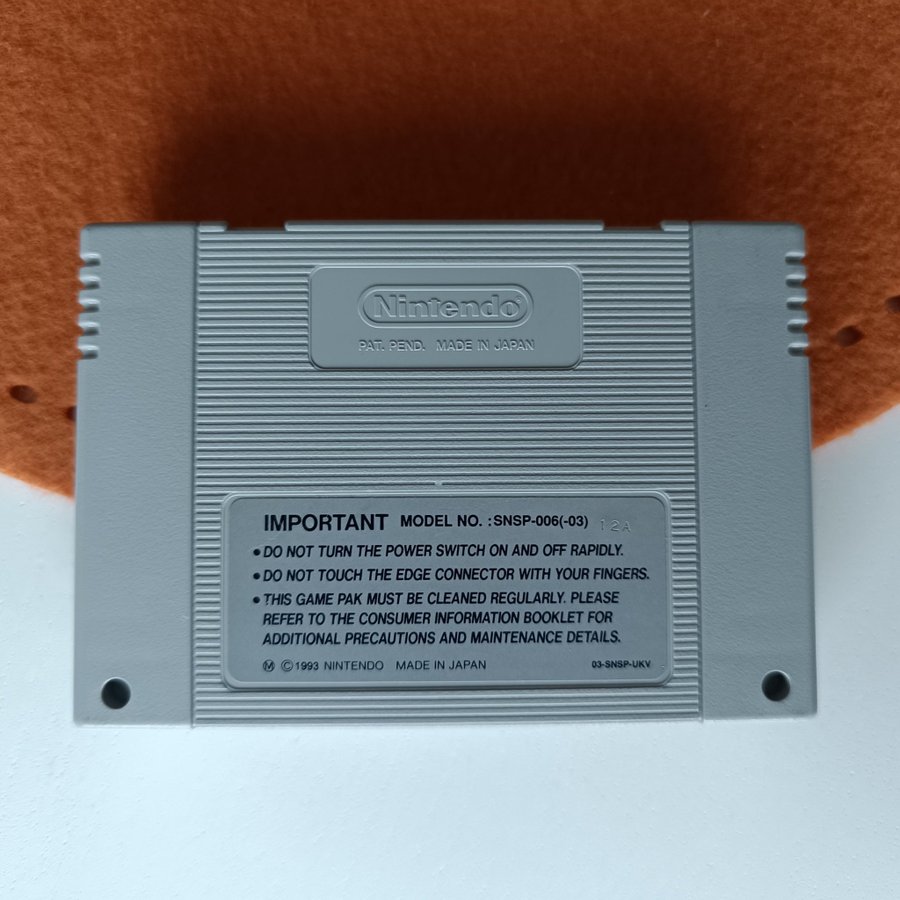 Nintendo®
PAT. PEND. MADE IN JAPAN
IMPORTANT MODEL NO. :SNSP-006(-03) 12A
•DO NOT TURN THE POWER SWITCH ON AND OFF RAPIDLY.
•DO NOT TOUCH THE EDGE CONNECTOR WITH YOUR FINGERS.
•THIS GAME PAK MUST BE CLEANED REGULARLY. PLEASE
REFER TO THE CONSUMER INFORMATION BOOKLET FOR
ADDITIONAL PRECAUTIONS AND MAINTENANCE DETAILS.
Ⓜ ©1993 NINTENDO MADE IN JAPAN 03-SNSP-UKV